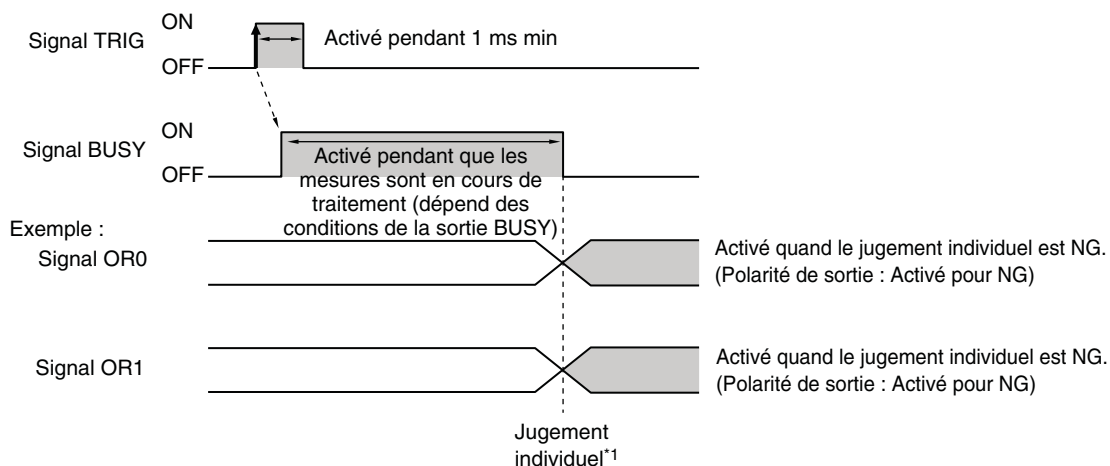 ON
Signal TRIG
Activé pendant 1 ms min
OFF
ON
Signal BUSY
OFF
Activé pendant que les
mesures sont en cours de
traitement (dépend des
conditions de la sortie BUSY)
Exemple :
Signal OR0
Activé quand le jugement individuel est NG.
(Polarité de sortie : Activé pour NG)
Signal OR1
Activé quand le jugement individuel est NG.
(Polarité de sortie : Activé pour NG)
Jugement
individuel*1